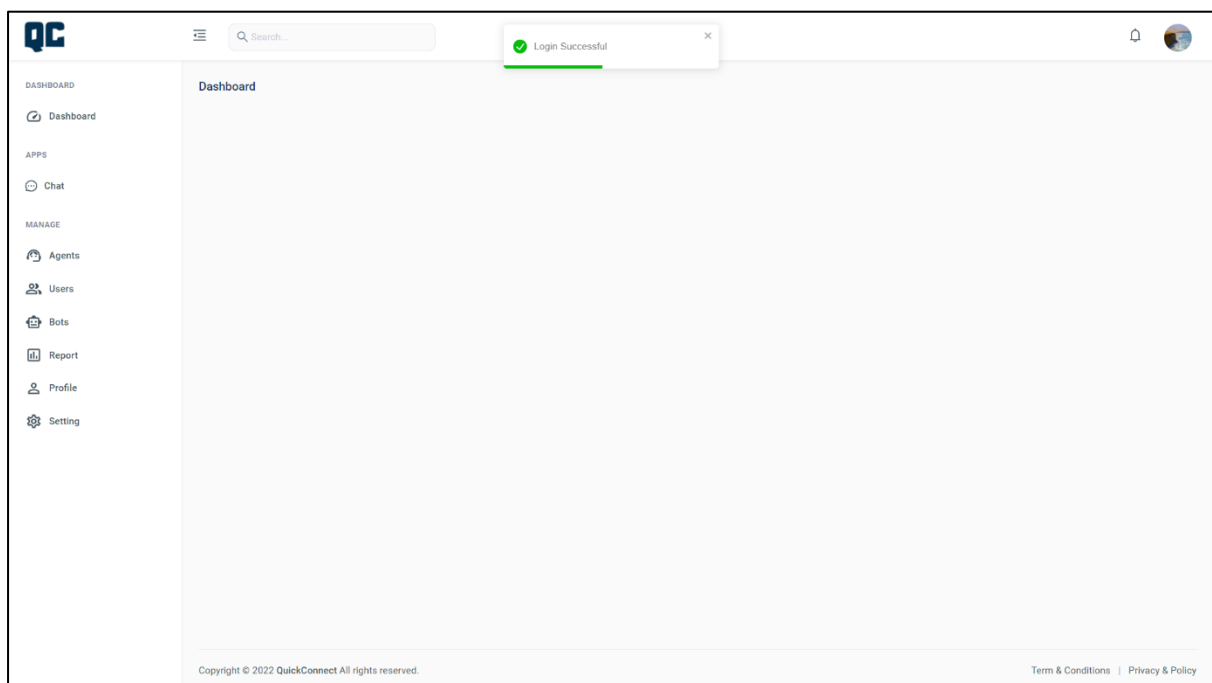 QC
Search...
Login Successful
DASHBOARD
Dashboard
APPS
Chat
MANAGE
Agents
Users
Bots
Report
Profile
Setting
Dashboard
Copyright © 2022 QuickConnect All rights reserved.
Term & Conditions | Privacy & Policy